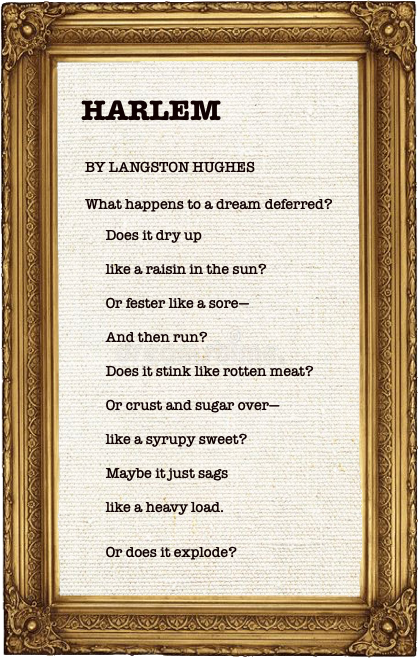 HARLEM
BY LANGSTON HUGHES
What happens to a dream deferred?
Does it dry up
like a raisin in the sun?
Or fester like a sore—
And then run?
Does it stink like rotten meat?
Or crust and sugar over—
like a syrupy sweet?
Maybe it just sags
like a heavy load.
Or does it explode?